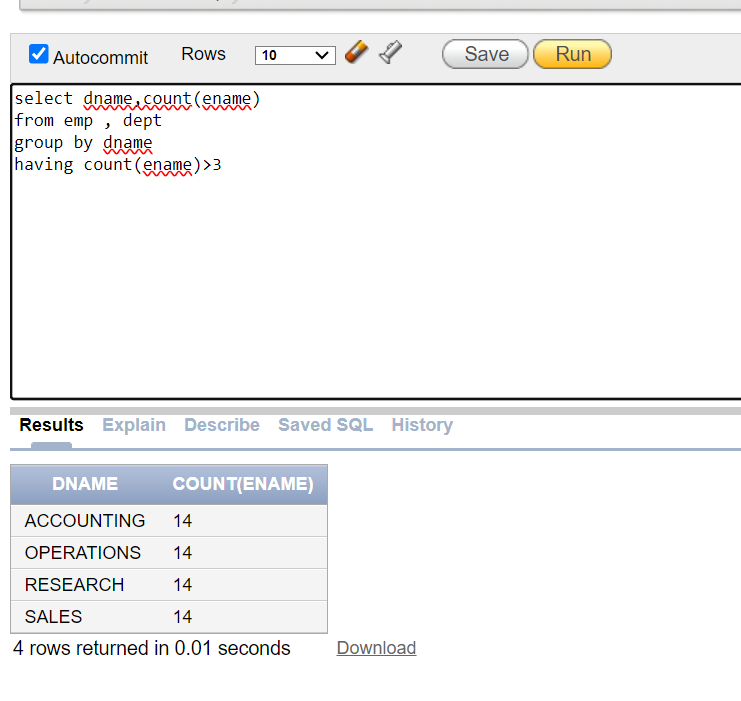 Autocommit Rows 10 Save Run
select dname,count(ename)
from emp , dept
group by dname
having count(ename)>3
Results Explain Describe Saved SQL History
DNAME COUNT(ENAME)
ACCOUNTING 14
OPERATIONS 14
RESEARCH 14
SALES 14
4 rows returned in 0.01 seconds Download